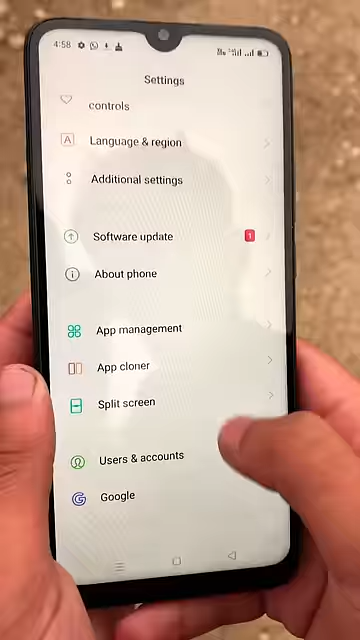 4:58
Settings
controls
A Language & region
Additional settings
Software update 1
About phone
App management
App cloner
Split screen
Users & accounts
Google